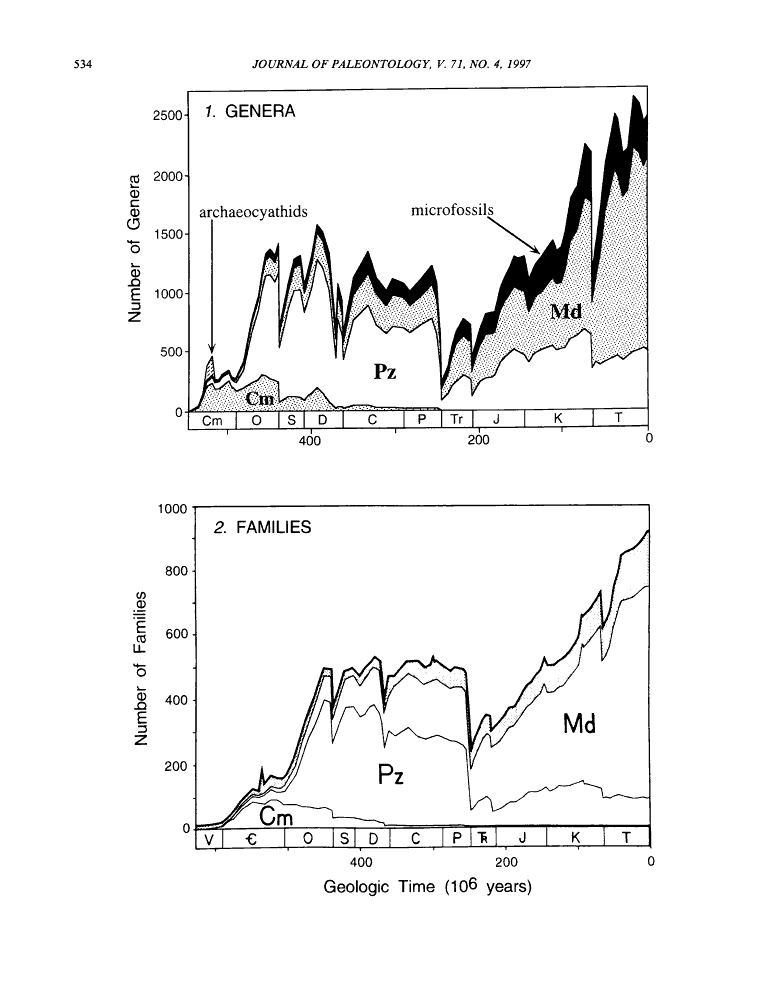 534
JOURNAL OF PALEONTOLOGY, V. 71, NO. 4, 1997
1. GENERA
2500
2000
1500
1000
500
0
Number of Genera
archaeocyathids
microfossils
Md
Pz
Cm
Cm O S D C P Tr J K T
400 200 0
2. FAMILIES
1000
800
600
400
200
0
Number of Families
Md
Pz
Cm
V Є O S D C P Ꞇ J K T
400 200 0
Geologic Time (10⁶ years)